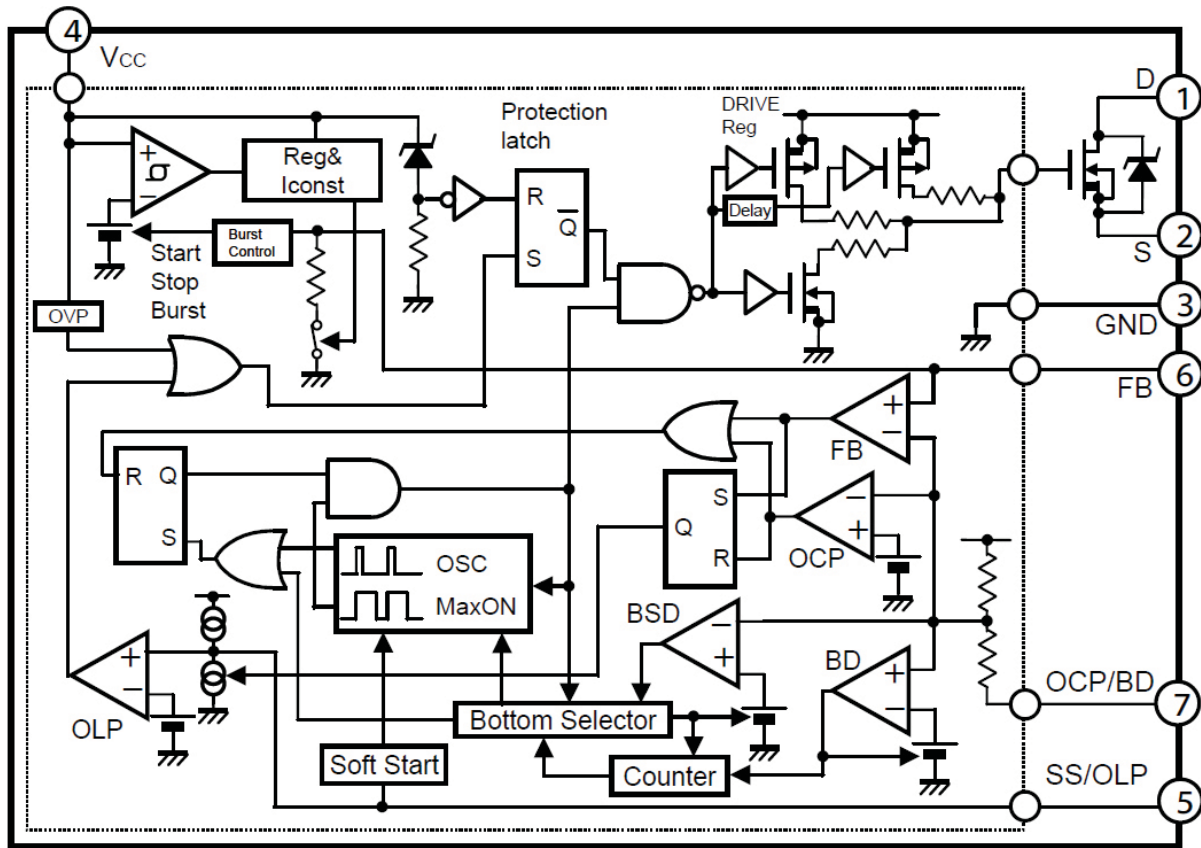 4
VCC
D
1
Protection
latch
DRIVE
Reg
+
−
Reg&
Iconst
R
Q
S
Delay
2
S
Burst
Control
Start
Stop
Burst
OVP
3
GND
6
FB
+
−
FB
R
Q
S
S
Q
R
−
+
OCP
OSC
MaxON
BSD
−
+
BD
+
−
+
−
OLP
OCP/BD
7
Bottom Selector
Soft Start
Counter
SS/OLP
5